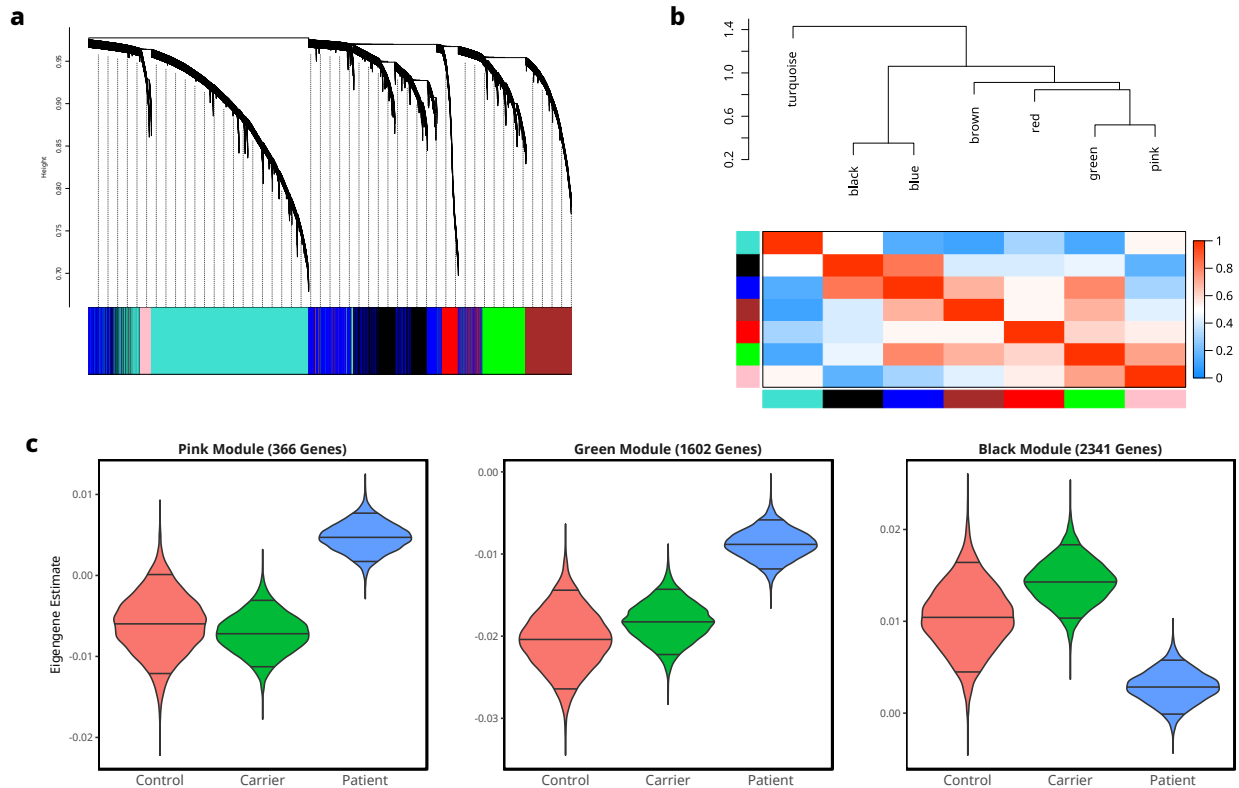 a
Height
0.95
0.90
0.85
0.80
0.75
0.70
b
1.4
1.0
0.6
0.2
turquoise
black
blue
brown
red
green
pink
1
0.8
0.6
0.4
0.2
0
c
Pink Module (366 Genes)
Eigengene Estimate
0.01
0.00
-0.01
-0.02
Control Carrier Patient
Green Module (1602 Genes)
0.00
-0.01
-0.02
-0.03
Control Carrier Patient
Black Module (2341 Genes)
0.02
0.01
0.00
Control Carrier Patient